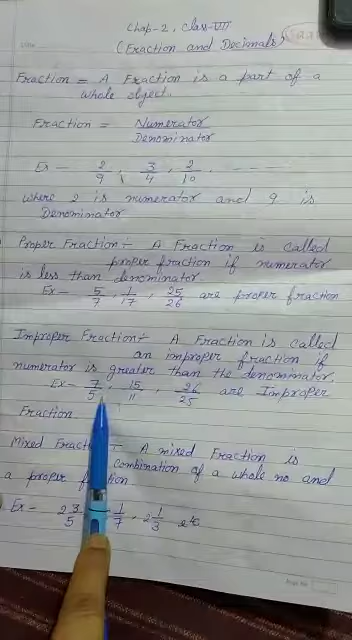 Chap-2, Class-VII
(Fraction and Decimals)
Fraction = A Fraction is a part of a
whole object.
Fraction = Numerator
Denominator
Ex - 2/9, 3/4, 2/10, - - - -
where 2 is numerator and 9 is
Denominator
Proper Fraction ÷ A Fraction is called
proper fraction if numerator
is less than denominator.
Ex - 5/7, 1/17, 25/26 are proper fraction
Improper Fraction ÷ A Fraction is called
an improper fraction if
numerator is greater than the denominator,
Ex - 7/5, 15/11, 26/25 are Improper
Fraction
Mixed ÷ A mixed Fraction is
combination of a whole no and
a proper
Ex - 2 3/5, 1/7, 2 1/3